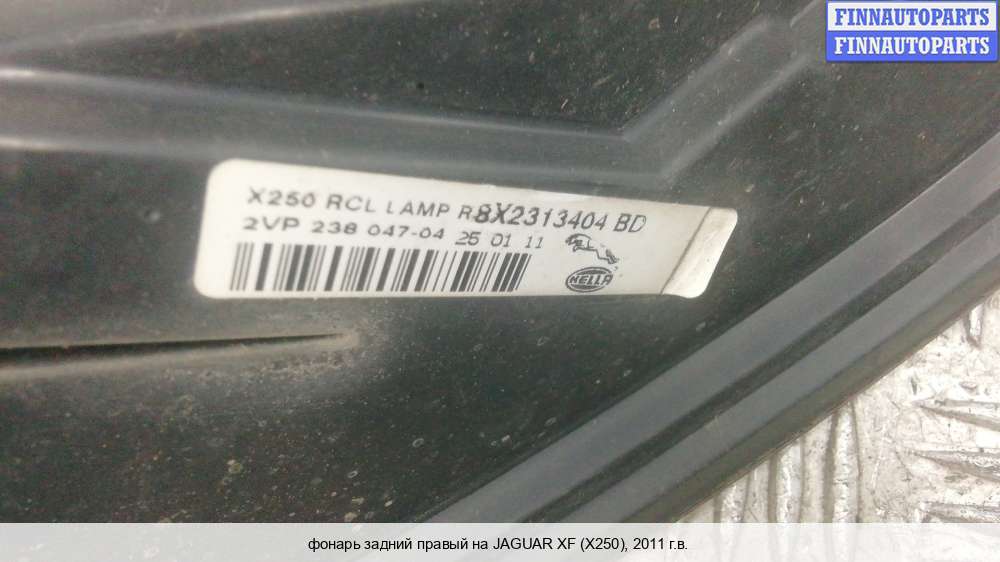 FINNAUTOPARTS
FINNAUTOPARTS
X250 RCL LAMP R 8X2313404 BD
2VP 238 047-04 25 01 11
HELLA
фонарь задний правый на JAGUAR XF (X250), 2011 г.в.